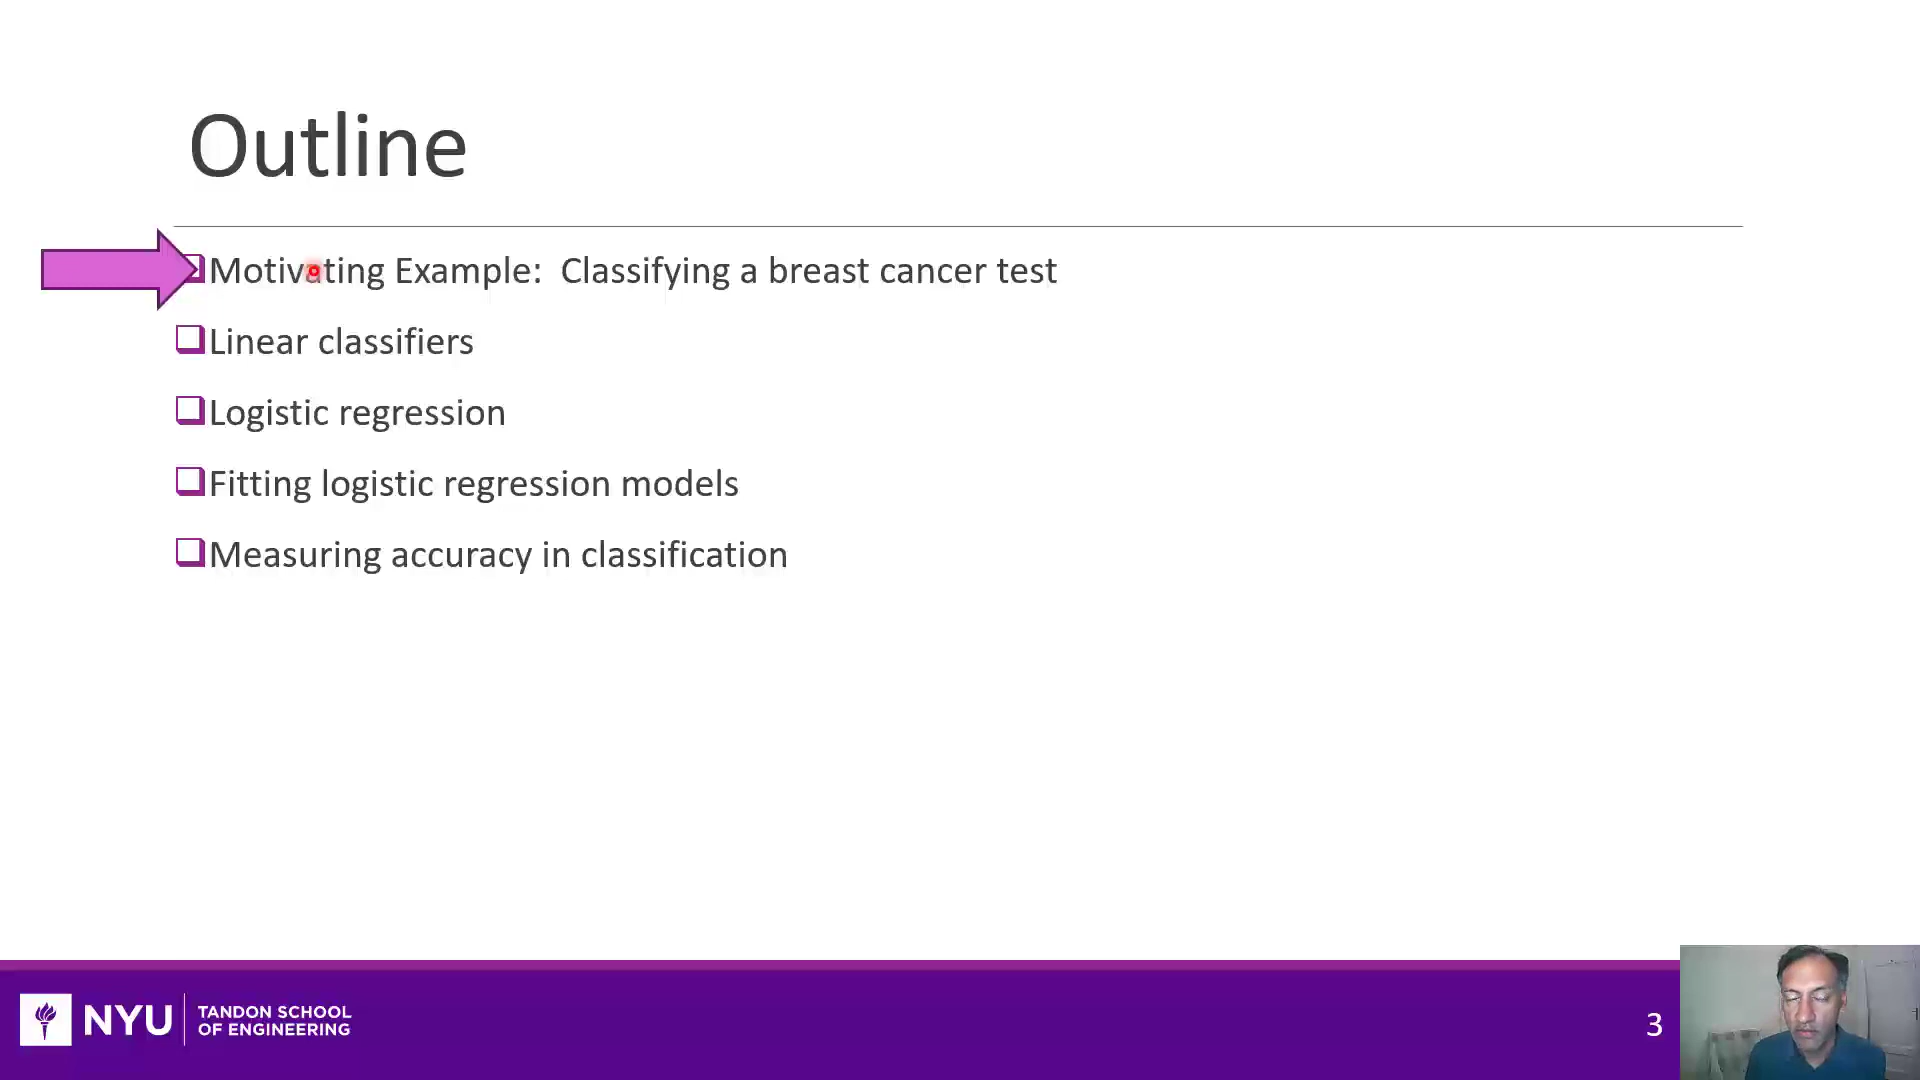 Outline
Motivating Example: Classifying a breast cancer test
Linear classifiers
Logistic regression
Fitting logistic regression models
Measuring accuracy in classification
NYU
TANDON SCHOOL
OF ENGINEERING
3